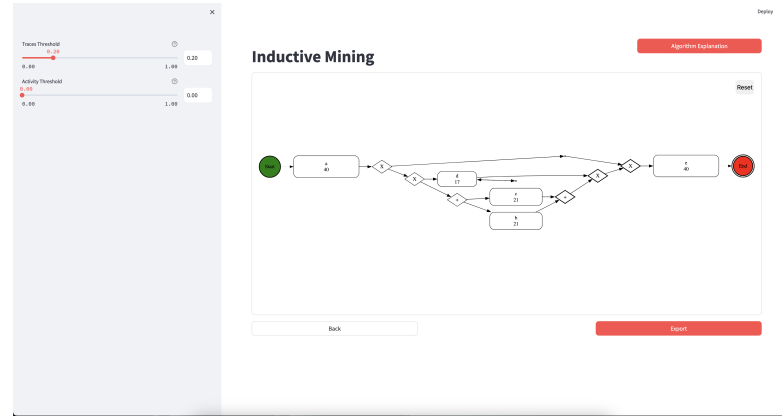 ×
Deploy
Traces Threshold
0.20
0.20
0.00 1.00
Activity Threshold
0.00
0.00
0.00 1.00
Inductive Mining
Algorithm Explanation
Reset
Start
a
40
X
X
d
17
+
c
21
b
21
+
X
X
e
40
End
Back
Export